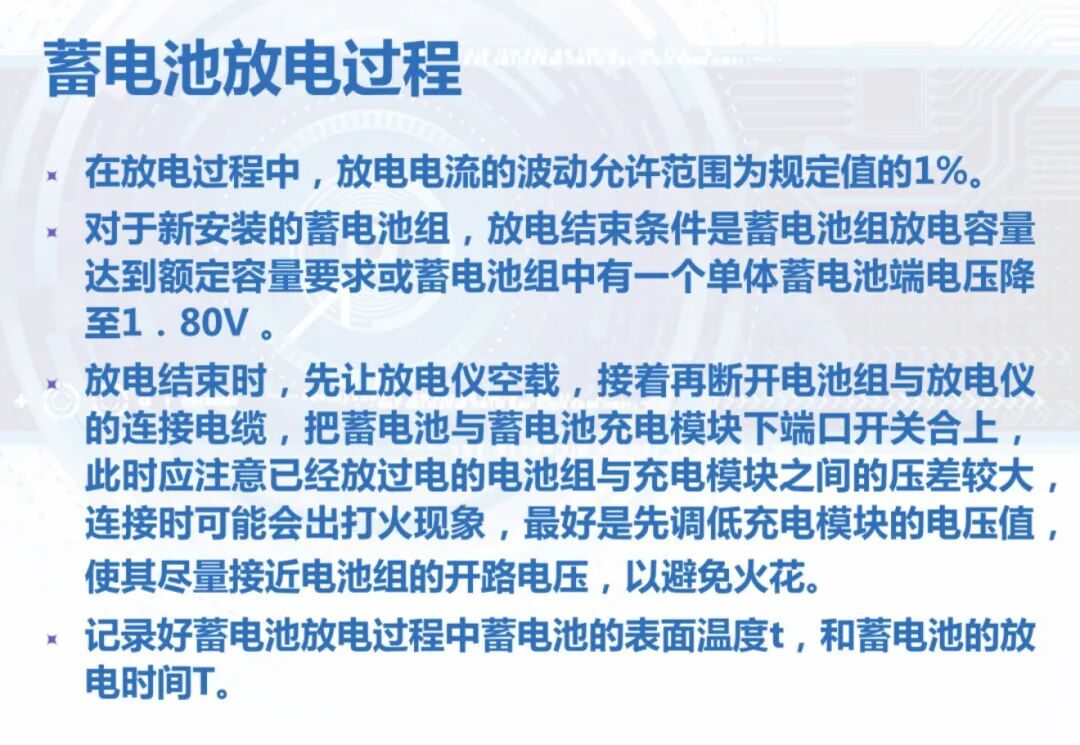 蓄电池放电过程
在放电过程中，放电电流的波动允许范围为规定值的1%。
对于新安装的蓄电池组，放电结束条件是蓄电池组放电容量
达到额定容量要求或蓄电池组中有一个单体蓄电池端电压降
至1．80V 。
放电结束时，先让放电仪空载，接着再断开电池组与放电仪
的连接电缆，把蓄电池与蓄电池充电模块下端口开关合上，
此时应注意已经放过电的电池组与充电模块之间的压差较大，
连接时可能会出打火现象，最好是先调低充电模块的电压值，
使其尽量接近电池组的开路电压，以避免火花。
记录好蓄电池放电过程中蓄电池的表面温度t，和蓄电池的放
电时间T。